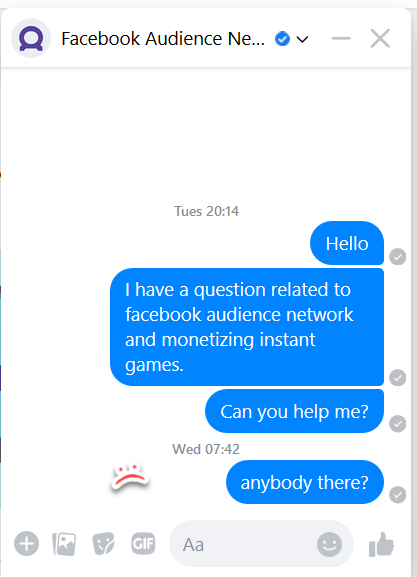 Facebook Audience Ne...
Tues 20:14
Hello
I have a question related to
facebook audience network
and monetizing instant
games.
Can you help me?
Wed 07:42
anybody there?
GIF
Aa